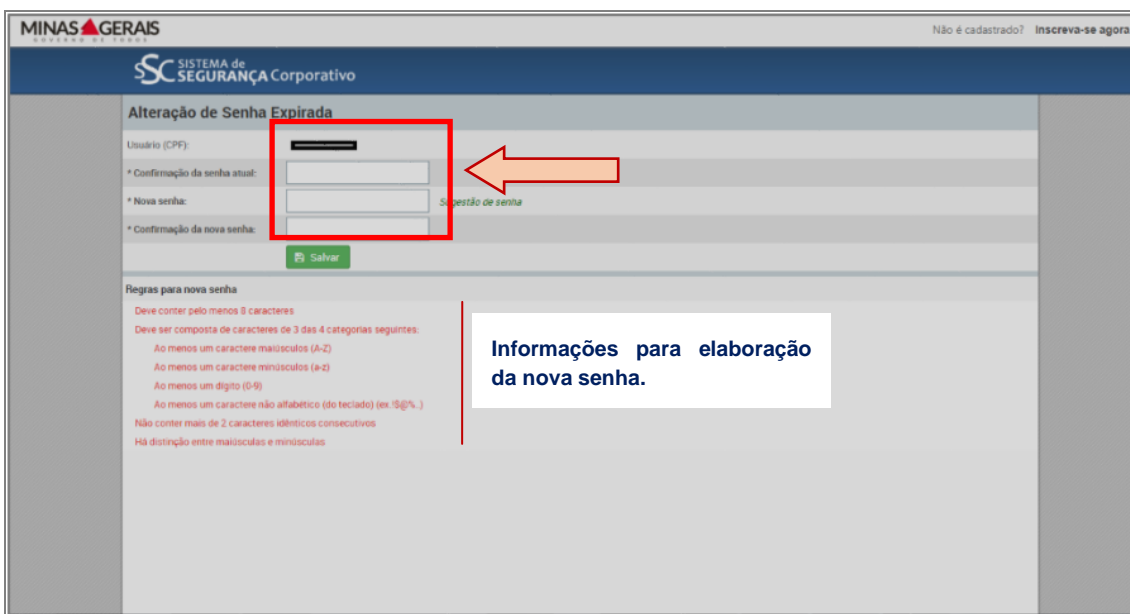 MINAS GERAIS
GOVERNO DE TODOS
Não é cadastrado? Inscreva-se agora
SSC SISTEMA de
SEGURANÇA Corporativo
Alteração de Senha Expirada
Usuário (CPF):
* Confirmação da senha atual:
* Nova senha:
Sugestão de senha
* Confirmação da nova senha:
Salvar
Regras para nova senha
Deve conter pelo menos 8 caracteres
Deve ser composta de caracteres de 3 das 4 categorias seguintes:
Ao menos um caractere maiúsculos (A-Z)
Ao menos um caractere minúsculos (a-z)
Ao menos um dígito (0-9)
Ao menos um caractere não alfabético (do teclado) (ex.!$@%..)
Não conter mais de 2 caracteres idênticos consecutivos
Há distinção entre maiúsculas e minúsculas
Informações para elaboração
da nova senha.